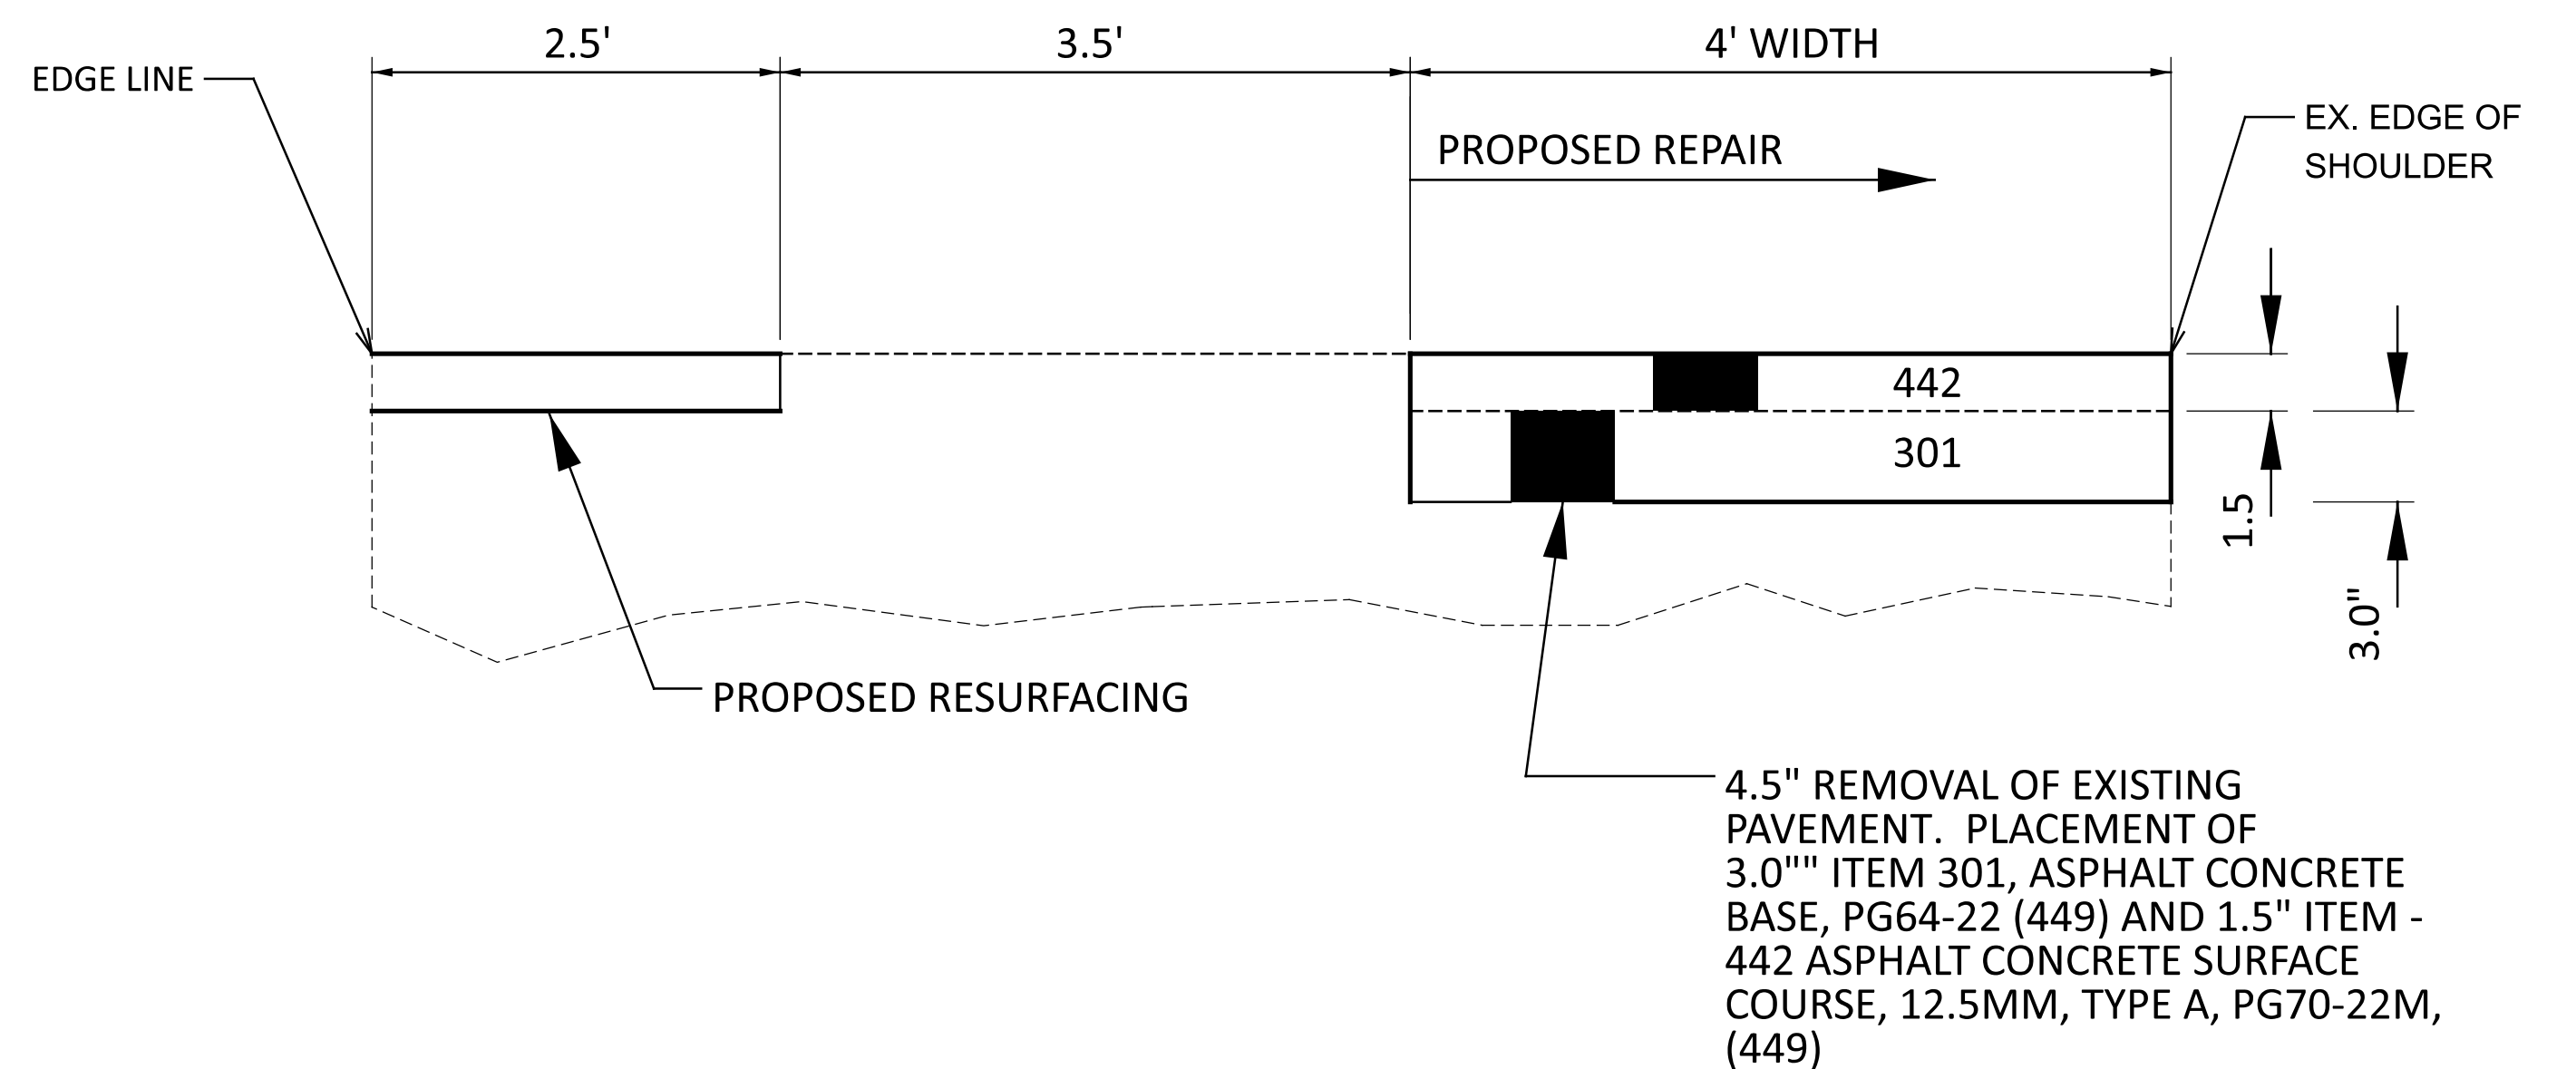 2.5'
3.5'
4' WIDTH
EDGE LINE
EX. EDGE OF
SHOULDER
PROPOSED REPAIR
442
301
1.5
3.0"
PROPOSED RESURFACING
4.5" REMOVAL OF EXISTING
PAVEMENT.  PLACEMENT OF
3.0"" ITEM 301, ASPHALT CONCRETE
BASE, PG64-22 (449) AND 1.5" ITEM -
442 ASPHALT CONCRETE SURFACE
COURSE, 12.5MM, TYPE A, PG70-22M,
(449)